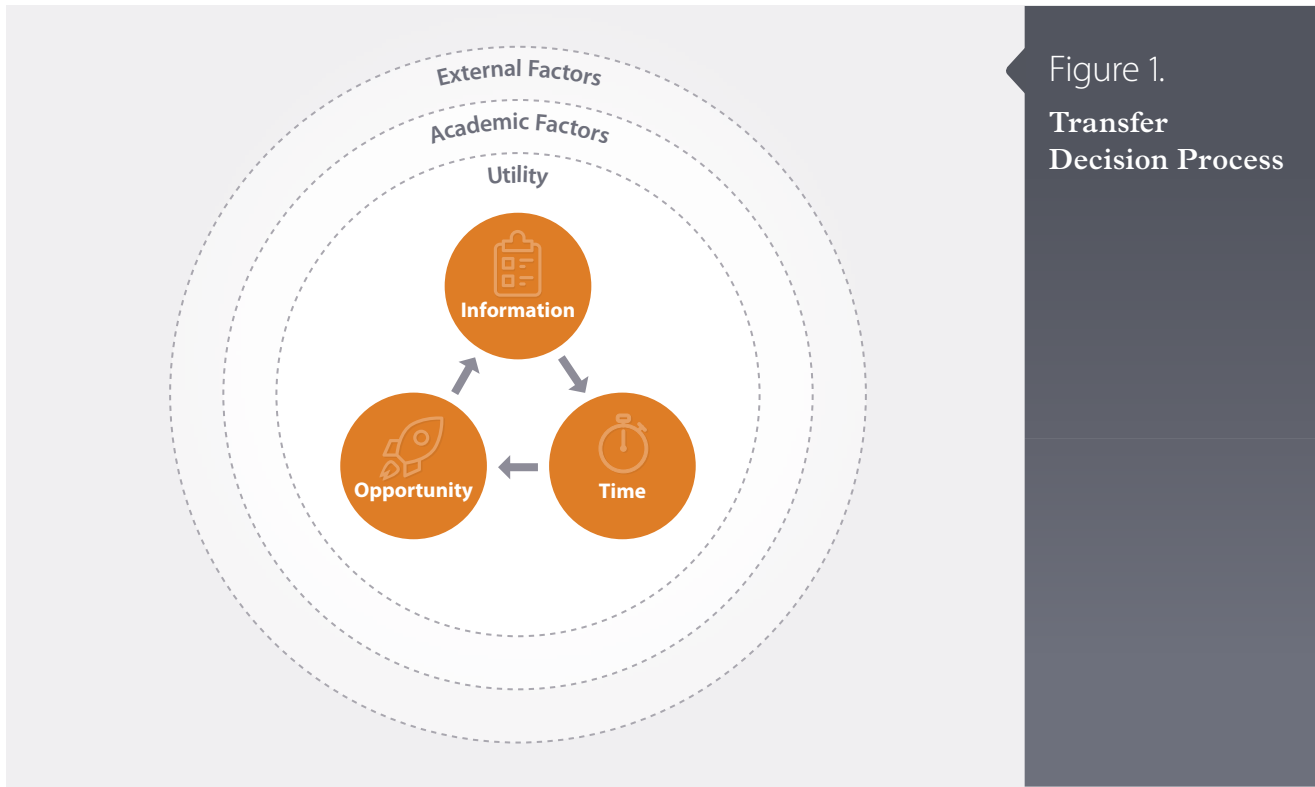 External Factors
Academic Factors
Utility
Information
Opportunity
Time
Figure 1.
Transfer
Decision Process